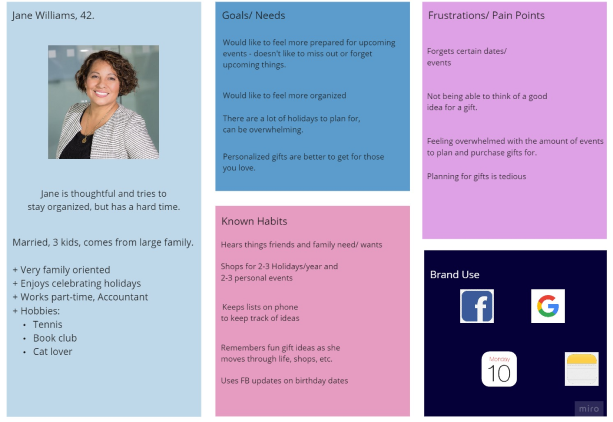 Jane Williams, 42.
Jane is thoughtful and tries to
stay organized, but has a hard time.
Married, 3 kids, comes from large family.
+ Very family oriented
+ Enjoys celebrating holidays
+ Works part-time, Accountant
+ Hobbies:
• Tennis
• Book club
• Cat lover
Goals/ Needs
Would like to feel more prepared for upcoming
events - doesn't like to miss out or forget
upcoming things.
Would like to feel more organized
There are a lot of holidays to plan for,
can be overwhelming.
Personalized gifts are better to get for those
you love.
Known Habits
Hears things friends and family need/ wants
Shops for 2-3 Holidays/year and
2-3 personal events
Keeps lists on phone
to keep track of ideas
Remembers fun gift ideas as she
moves through life, shops, etc.
Uses FB updates on birthday dates
Frustrations/ Pain Points
Forgets certain dates/
events
Not being able to think of a good
idea for a gift.
Feeling overwhelmed with the amount of events
to plan and purchase gifts for.
Planning for gifts is tedious
Brand Use
f
G
Monday
10
miro